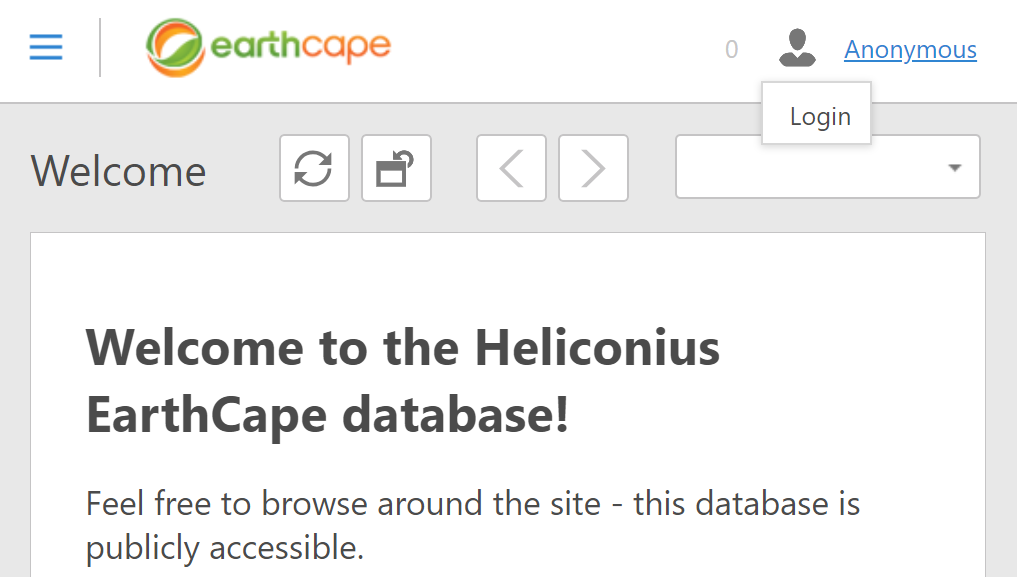 earthcape
0
Anonymous
Login
Welcome
Welcome to the Heliconius
EarthCape database!
Feel free to browse around the site - this database is
publicly accessible.